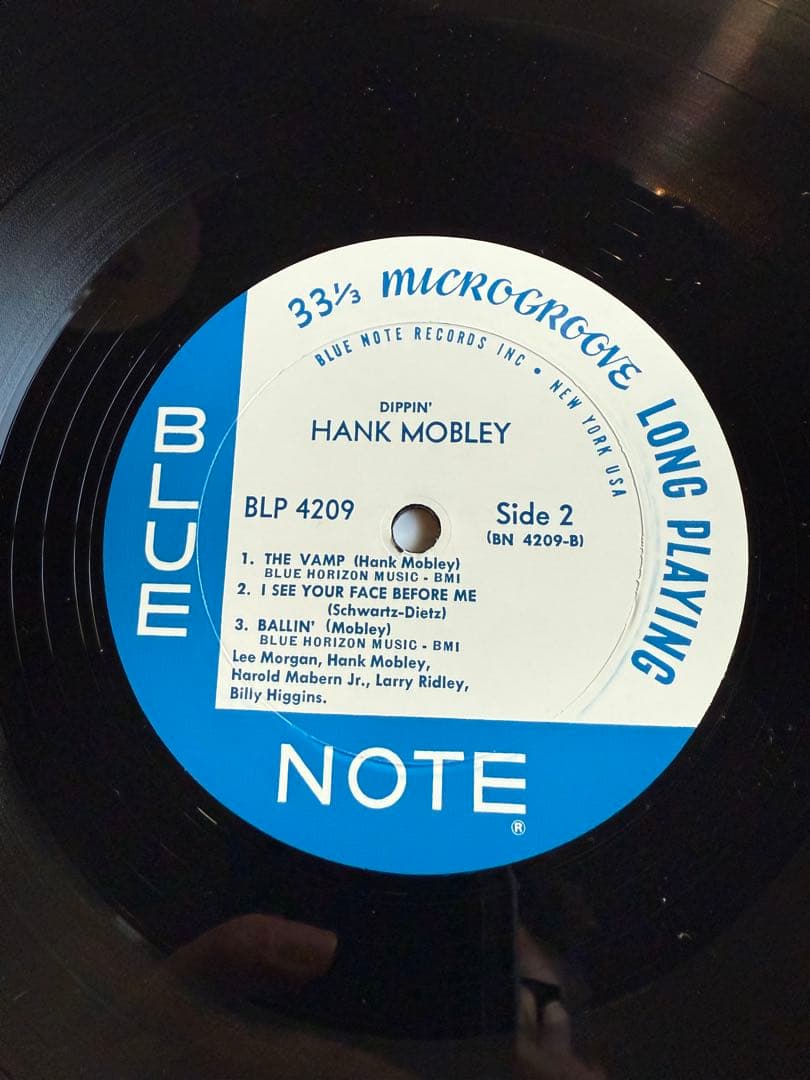 33⅓ MICROGROOVE LONG PLAYING
BLUE NOTE RECORDS INC • NEW YORK USA
DIPPIN'
HANK MOBLEY
BLP 4209
Side 2
(BN 4209-B)
1. THE VAMP (Hank Mobley)
BLUE HORIZON MUSIC - BMI
2. I SEE YOUR FACE BEFORE ME
(Schwartz-Dietz)
3. BALLIN' (Mobley)
BLUE HORIZON MUSIC - BMI
Lee Morgan, Hank Mobley,
Harold Mabern Jr., Larry Ridley,
Billy Higgins.
BLUE
NOTE
®